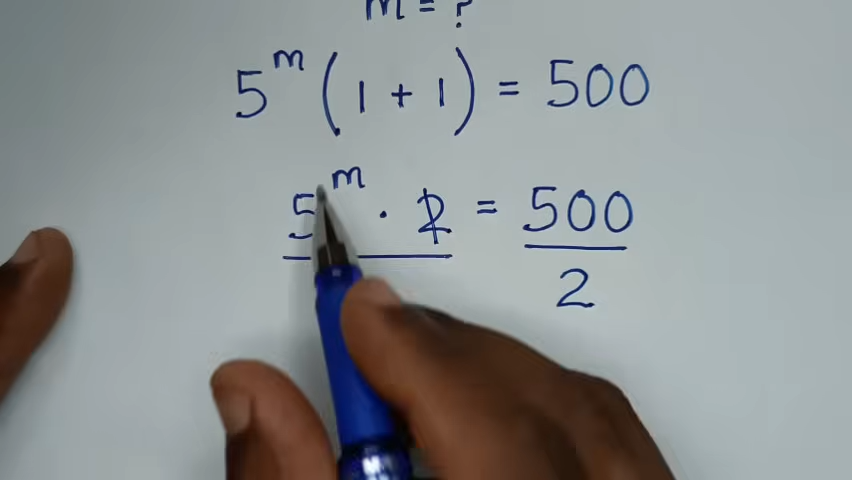 m = ?
5^m (1 + 1) = 500
5^m · 2 = 500
2